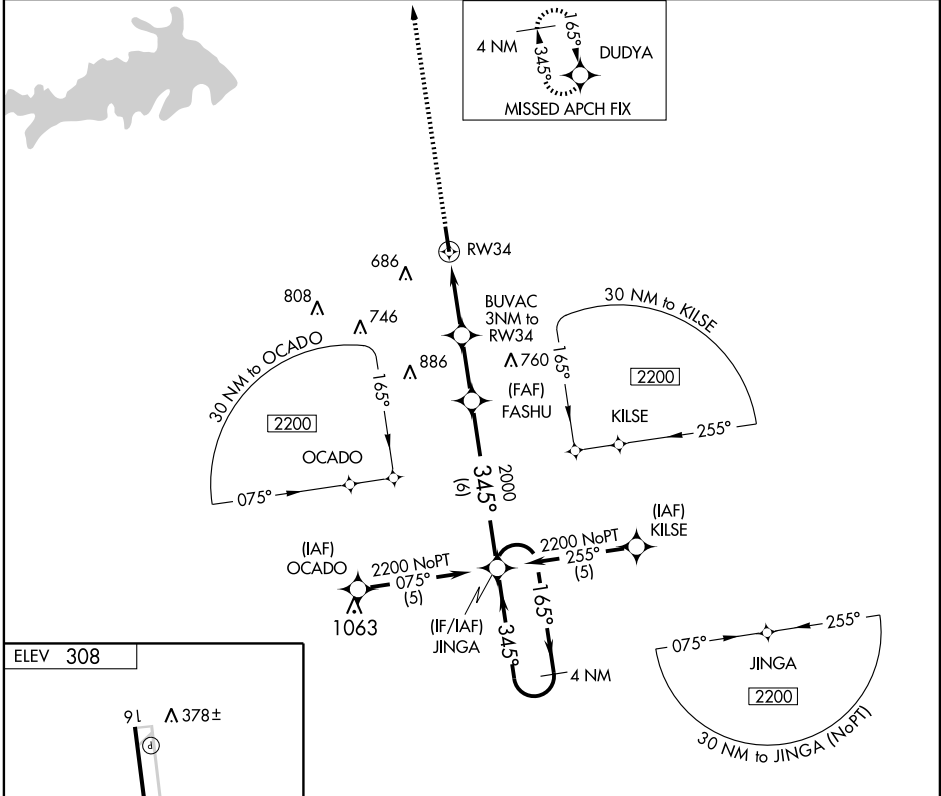 4 NM
165°
345°
DUDYA
MISSED APCH FIX
RW34
686
808
746
886
760
BUVAC
3NM to
RW34
(FAF)
FASHU
30 NM to OCADO
165°
2200
OCADO
075°
30 NM to KILSE
165°
2200
KILSE
255°
2000
345°
(6)
(IAF)
OCADO
2200 NoPT
075°
(5)
1063
(IAF)
KILSE
2200 NoPT
255°
(5)
(IF/IAF)
JINGA
345°
165°
4 NM
075°
255°
JINGA
2200
30 NM to JINGA (NoPT)
ELEV 308
16
378±
P